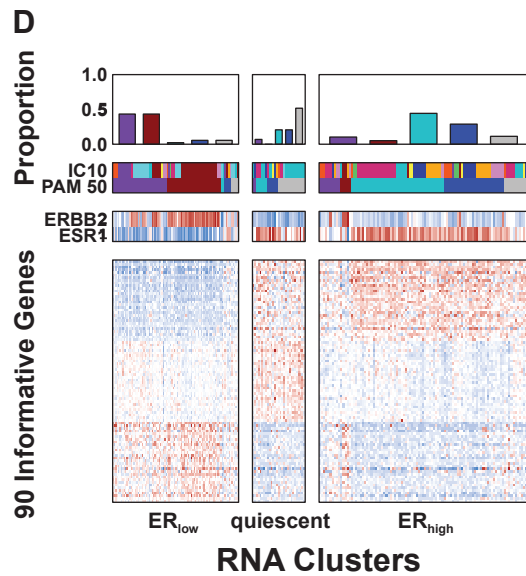 D
Proportion
1.0
0.5
0.0
IC10
PAM 50
ERBB2
ESR1
90 Informative Genes
ERlow quiescent ERhigh
RNA Clusters